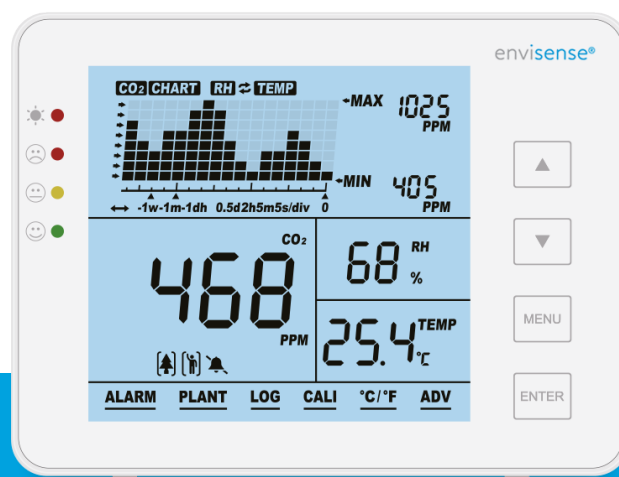 envisense®
CO₂ CHART RH TEMP
MAX 1025
PPM
MIN 405
PPM
-1w-1m-1dh 0.5d2h5m5s/div 0
CO₂
468
PPM
68 RH
%
25.4 TEMP
°C
ALARM PLANT LOG CALI °C/°F ADV
MENU
ENTER